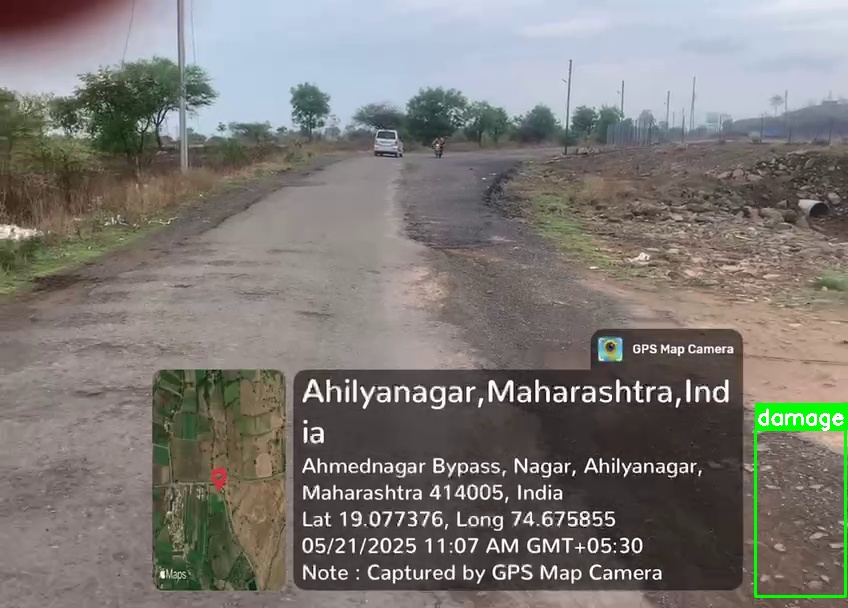 GPS Map Camera
Ahilyanagar,Maharashtra,Ind
ia
Ahmednagar Bypass, Nagar, Ahilyanagar,
Maharashtra 414005, India
Lat 19.077376, Long 74.675855
05/21/2025 11:07 AM GMT+05:30
Note : Captured by GPS Map Camera
Maps
damage